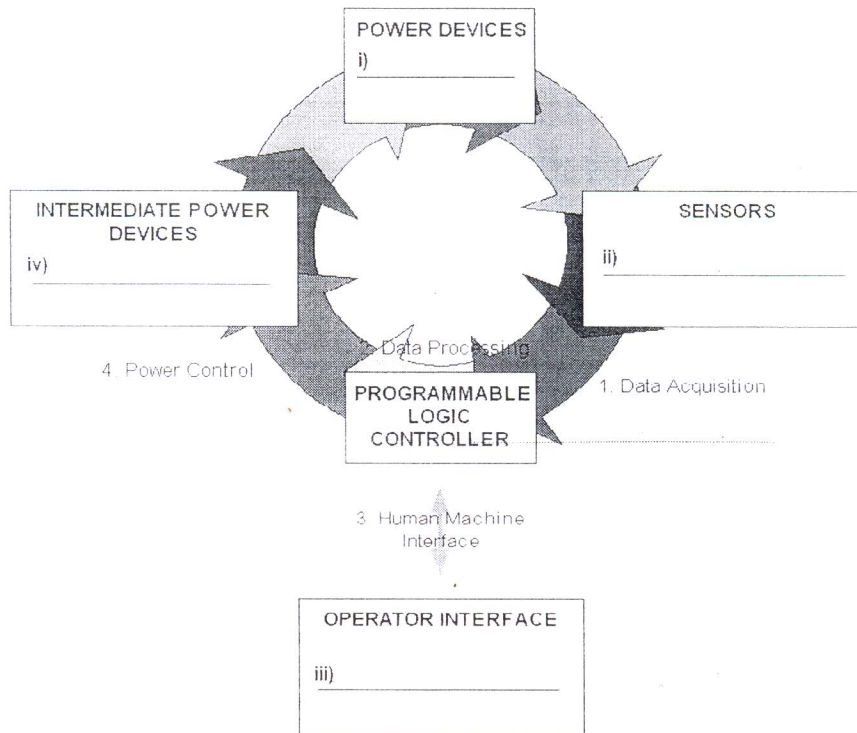 POWER DEVICES
i)
INTERMEDIATE POWER
DEVICES
iv)
SENSORS
ii)
2. Data Processing
4. Power Control
1. Data Acquisition
PROGRAMMABLE
LOGIC
CONTROLLER
3. Human Machine
Interface
OPERATOR INTERFACE
iii)